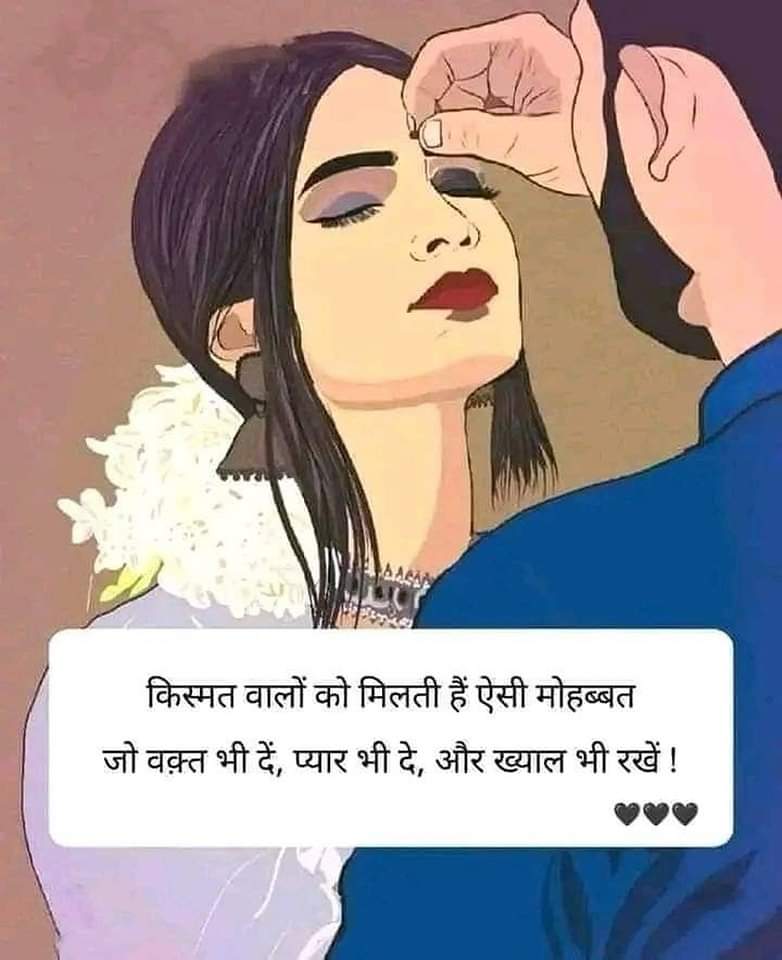 किस्मत वालों को मिलती हैं ऐसी मोहब्बत
जो वक़्त भी दें, प्यार भी दे, और ख्याल भी रखें !
🖤🖤🖤